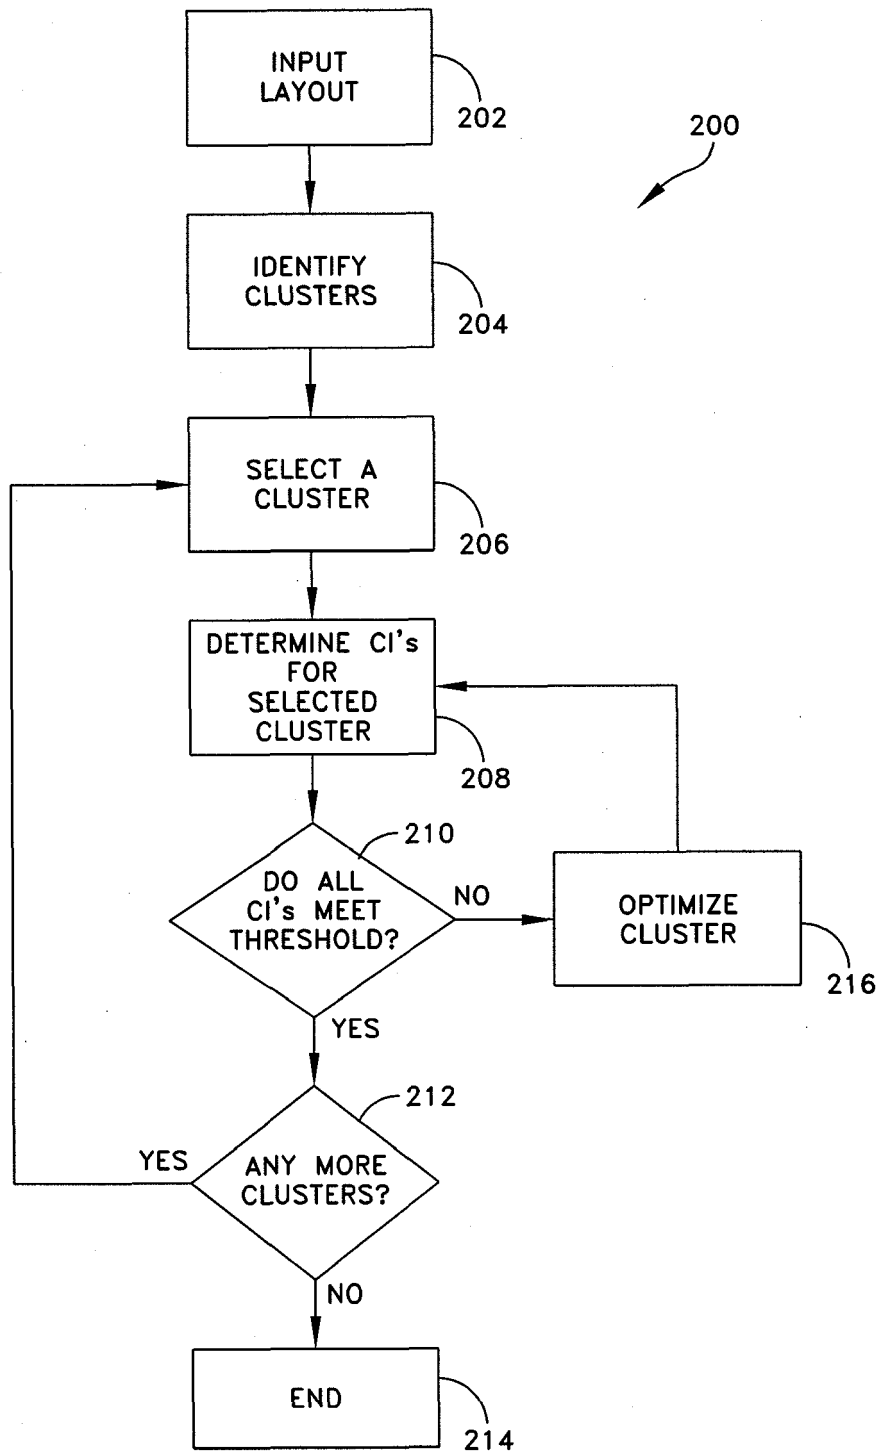 INPUT
LAYOUT
202
200
IDENTIFY
CLUSTERS
204
SELECT A
CLUSTER
206
DETERMINE CI's
FOR
SELECTED
CLUSTER
208
210
DO ALL
CI's MEET
THRESHOLD?
NO
OPTIMIZE
CLUSTER
216
YES
212
YES
ANY MORE
CLUSTERS?
NO
END
214